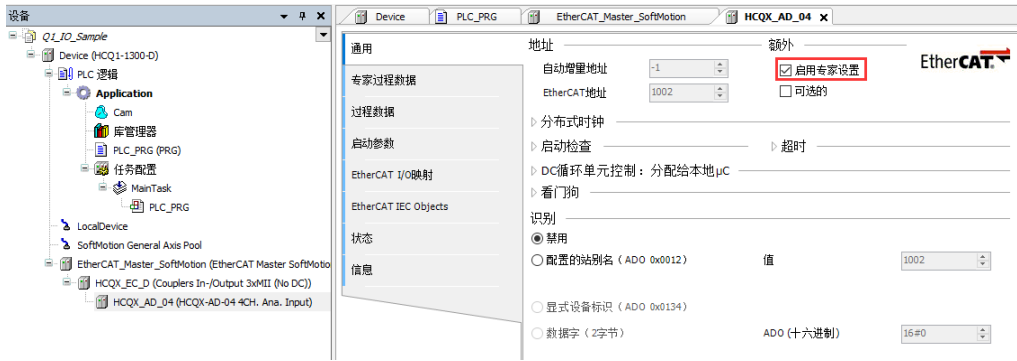 设备
Q1_IO_Sample
Device (HCQ1-1300-D)
PLC 逻辑
Application
Cam
库管理器
PLC_PRG (PRG)
任务配置
MainTask
PLC_PRG
LocalDevice
SoftMotion General Axis Pool
EtherCAT_Master_SoftMotion (EtherCAT Master SoftMotio
HCQX_EC_D (Couplers In-/Output 3xMII (No DC))
HCQX_AD_04 (HCQX-AD-04 4CH. Ana. Input)
Device PLC_PRG EtherCAT_Master_SoftMotion HCQX_AD_04
通用
专家过程数据
过程数据
启动参数
EtherCAT I/O映射
EtherCAT IEC Objects
状态
信息
地址 额外
自动增量地址 -1 启用专家设置 EtherCAT
EtherCAT地址 1002 可选的
分布式时钟
启动检查 超时
DC循环单元控制：分配给本地μC
看门狗
识别
禁用
配置的站别名（ADO 0x0012） 值 1002
显式设备标识（ADO 0x0134）
数据字（2字节） ADO (十六进制) 16#0